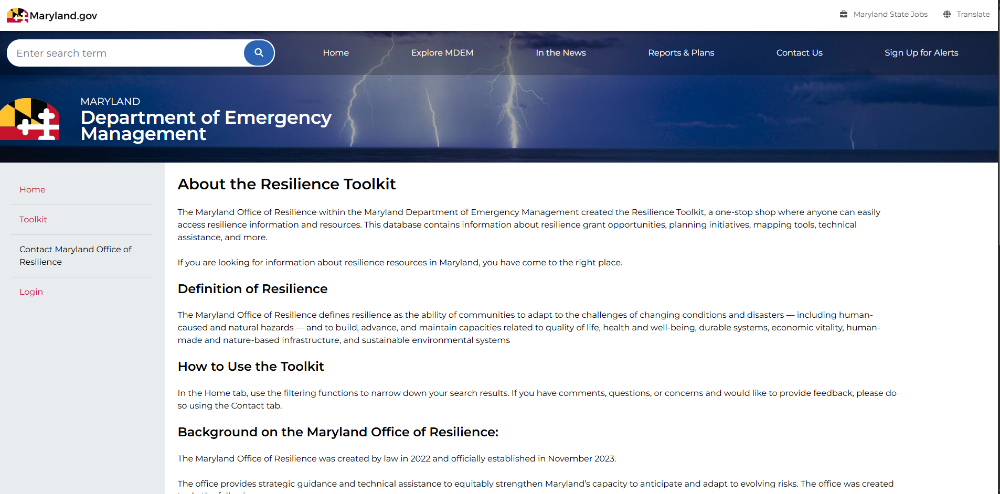 Maryland.gov
Maryland State Jobs
Translate
Enter search term
Home
Explore MDEM
In the News
Reports & Plans
Contact Us
Sign Up for Alerts
MARYLAND
Department of Emergency
Management
Home
Toolkit
Contact Maryland Office of
Resilience
Login
About the Resilience Toolkit
The Maryland Office of Resilience within the Maryland Department of Emergency Management created the Resilience Toolkit, a one-stop shop where anyone can easily
access resilience information and resources. This database contains information about resilience grant opportunities, planning initiatives, mapping tools, technical
assistance, and more.
If you are looking for information about resilience resources in Maryland, you have come to the right place.
Definition of Resilience
The Maryland Office of Resilience defines resilience as the ability of communities to adapt to the challenges of changing conditions and disasters — including human-
caused and natural hazards — and to build, advance, and maintain capacities related to quality of life, health and well-being, durable systems, economic vitality, human-
made and nature-based infrastructure, and sustainable environmental systems
How to Use the Toolkit
In the Home tab, use the filtering functions to narrow down your search results. If you have comments, questions, or concerns and would like to provide feedback, please do
so using the Contact tab.
Background on the Maryland Office of Resilience:
The Maryland Office of Resilience was created by law in 2022 and officially established in November 2023.
The office provides strategic guidance and technical assistance to equitably strengthen Maryland's capacity to anticipate and adapt to evolving risks. The office was created